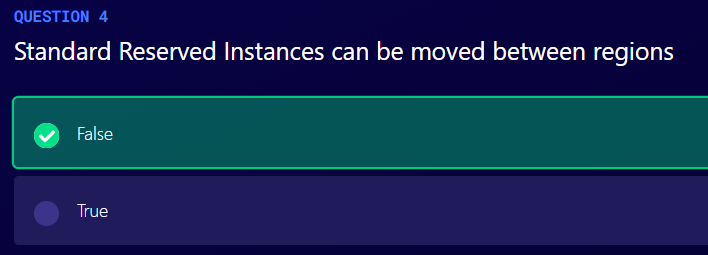 QUESTION 4
Standard Reserved Instances can be moved between regions
False
True